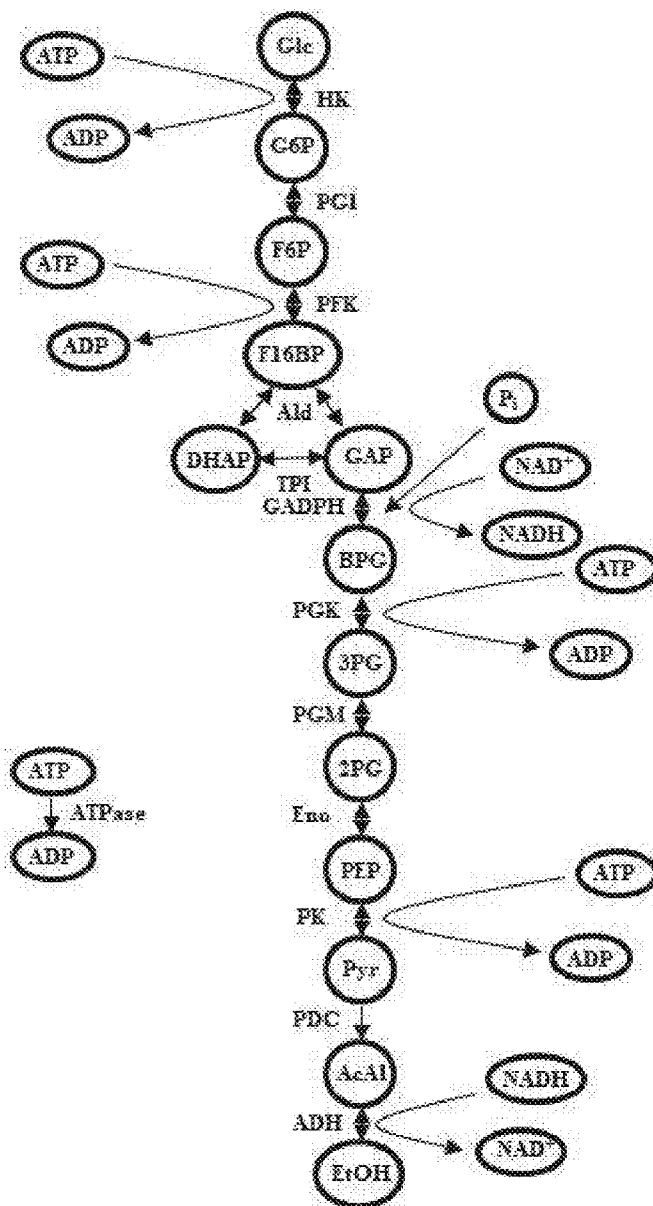 Glc
ATP
HK
ADP
G6P
PGI
F6P
ATP
PFK
ADP
F16BP
Ald
Pi
DHAP
GAP
NAD+
TPI
GADPH
NADH
BPG
ATP
PGK
ADP
3PG
PGM
ATP
2PG
ATPase
Eno
ADP
PEP
ATP
PK
ADP
Pyr
PDC
AcAl
NADH
ADH
NAD+
EtOH